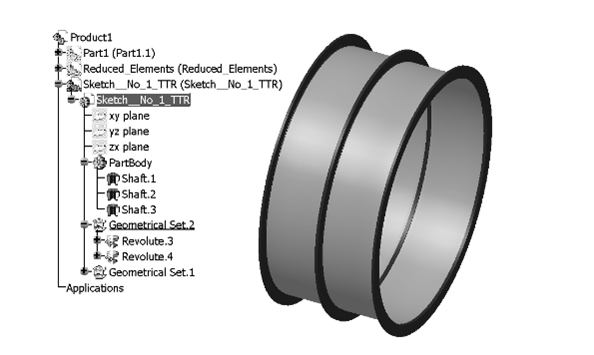 Product1
Part1 (Part1.1)
Reduced_Elements (Reduced_Elements)
Sketch__No_1_TTR (Sketch__No_1_TTR)
Sketch__No_1_TTR
xy plane
yz plane
zx plane
PartBody
Shaft.1
Shaft.2
Shaft.3
Geometrical Set.2
Revolute.3
Revolute.4
Geometrical Set.1
Applications